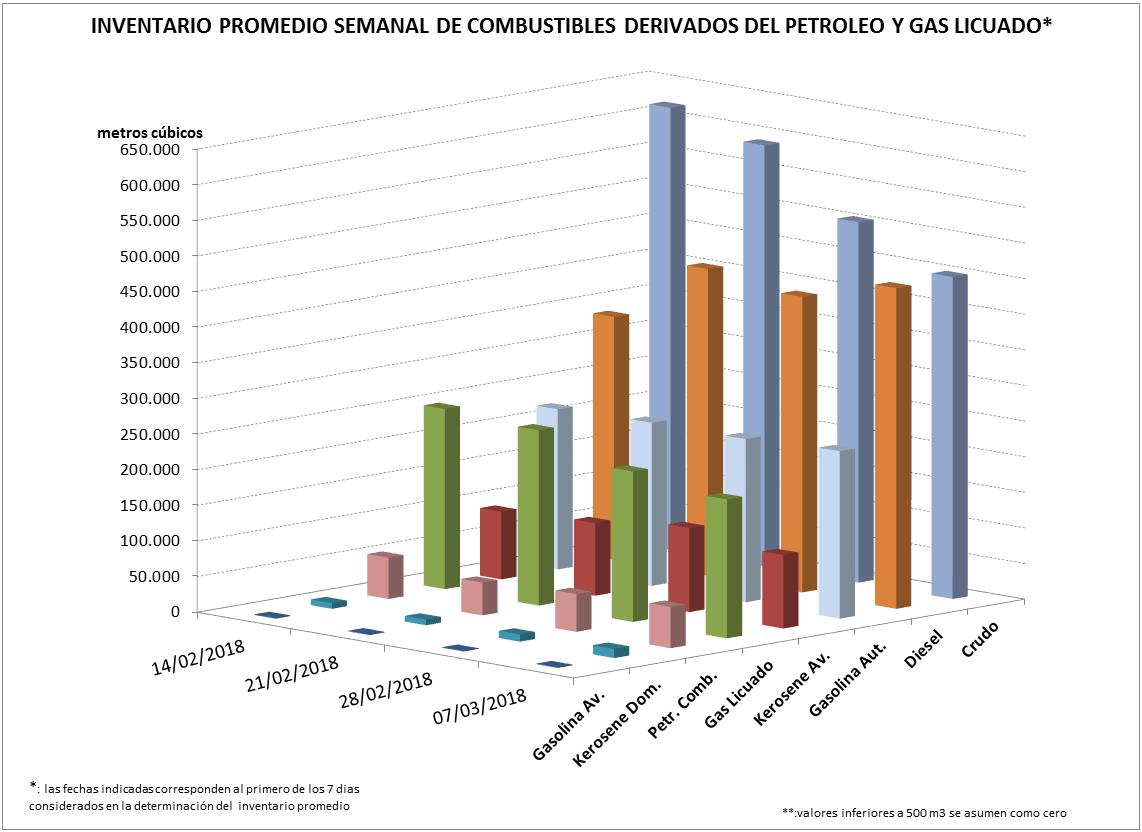 INVENTARIO PROMEDIO SEMANAL DE COMBUSTIBLES DERIVADOS DEL PETROLEO Y GAS LICUADO*
metros cúbicos
650.000
600.000
550.000
500.000
450.000
400.000
350.000
300.000
250.000
200.000
150.000
100.000
50.000
0
14/02/2018
21/02/2018
28/02/2018
07/03/2018
Gasolina Av.
Kerosene Dom.
Petr. Comb.
Gas Licuado
Kerosene Av.
Gasolina Aut.
Diesel
Crudo
*: las fechas indicadas corresponden al primero de los 7 dias
considerados en la determinación del inventario promedio
**:valores inferiores a 500 m3 se asumen como cero